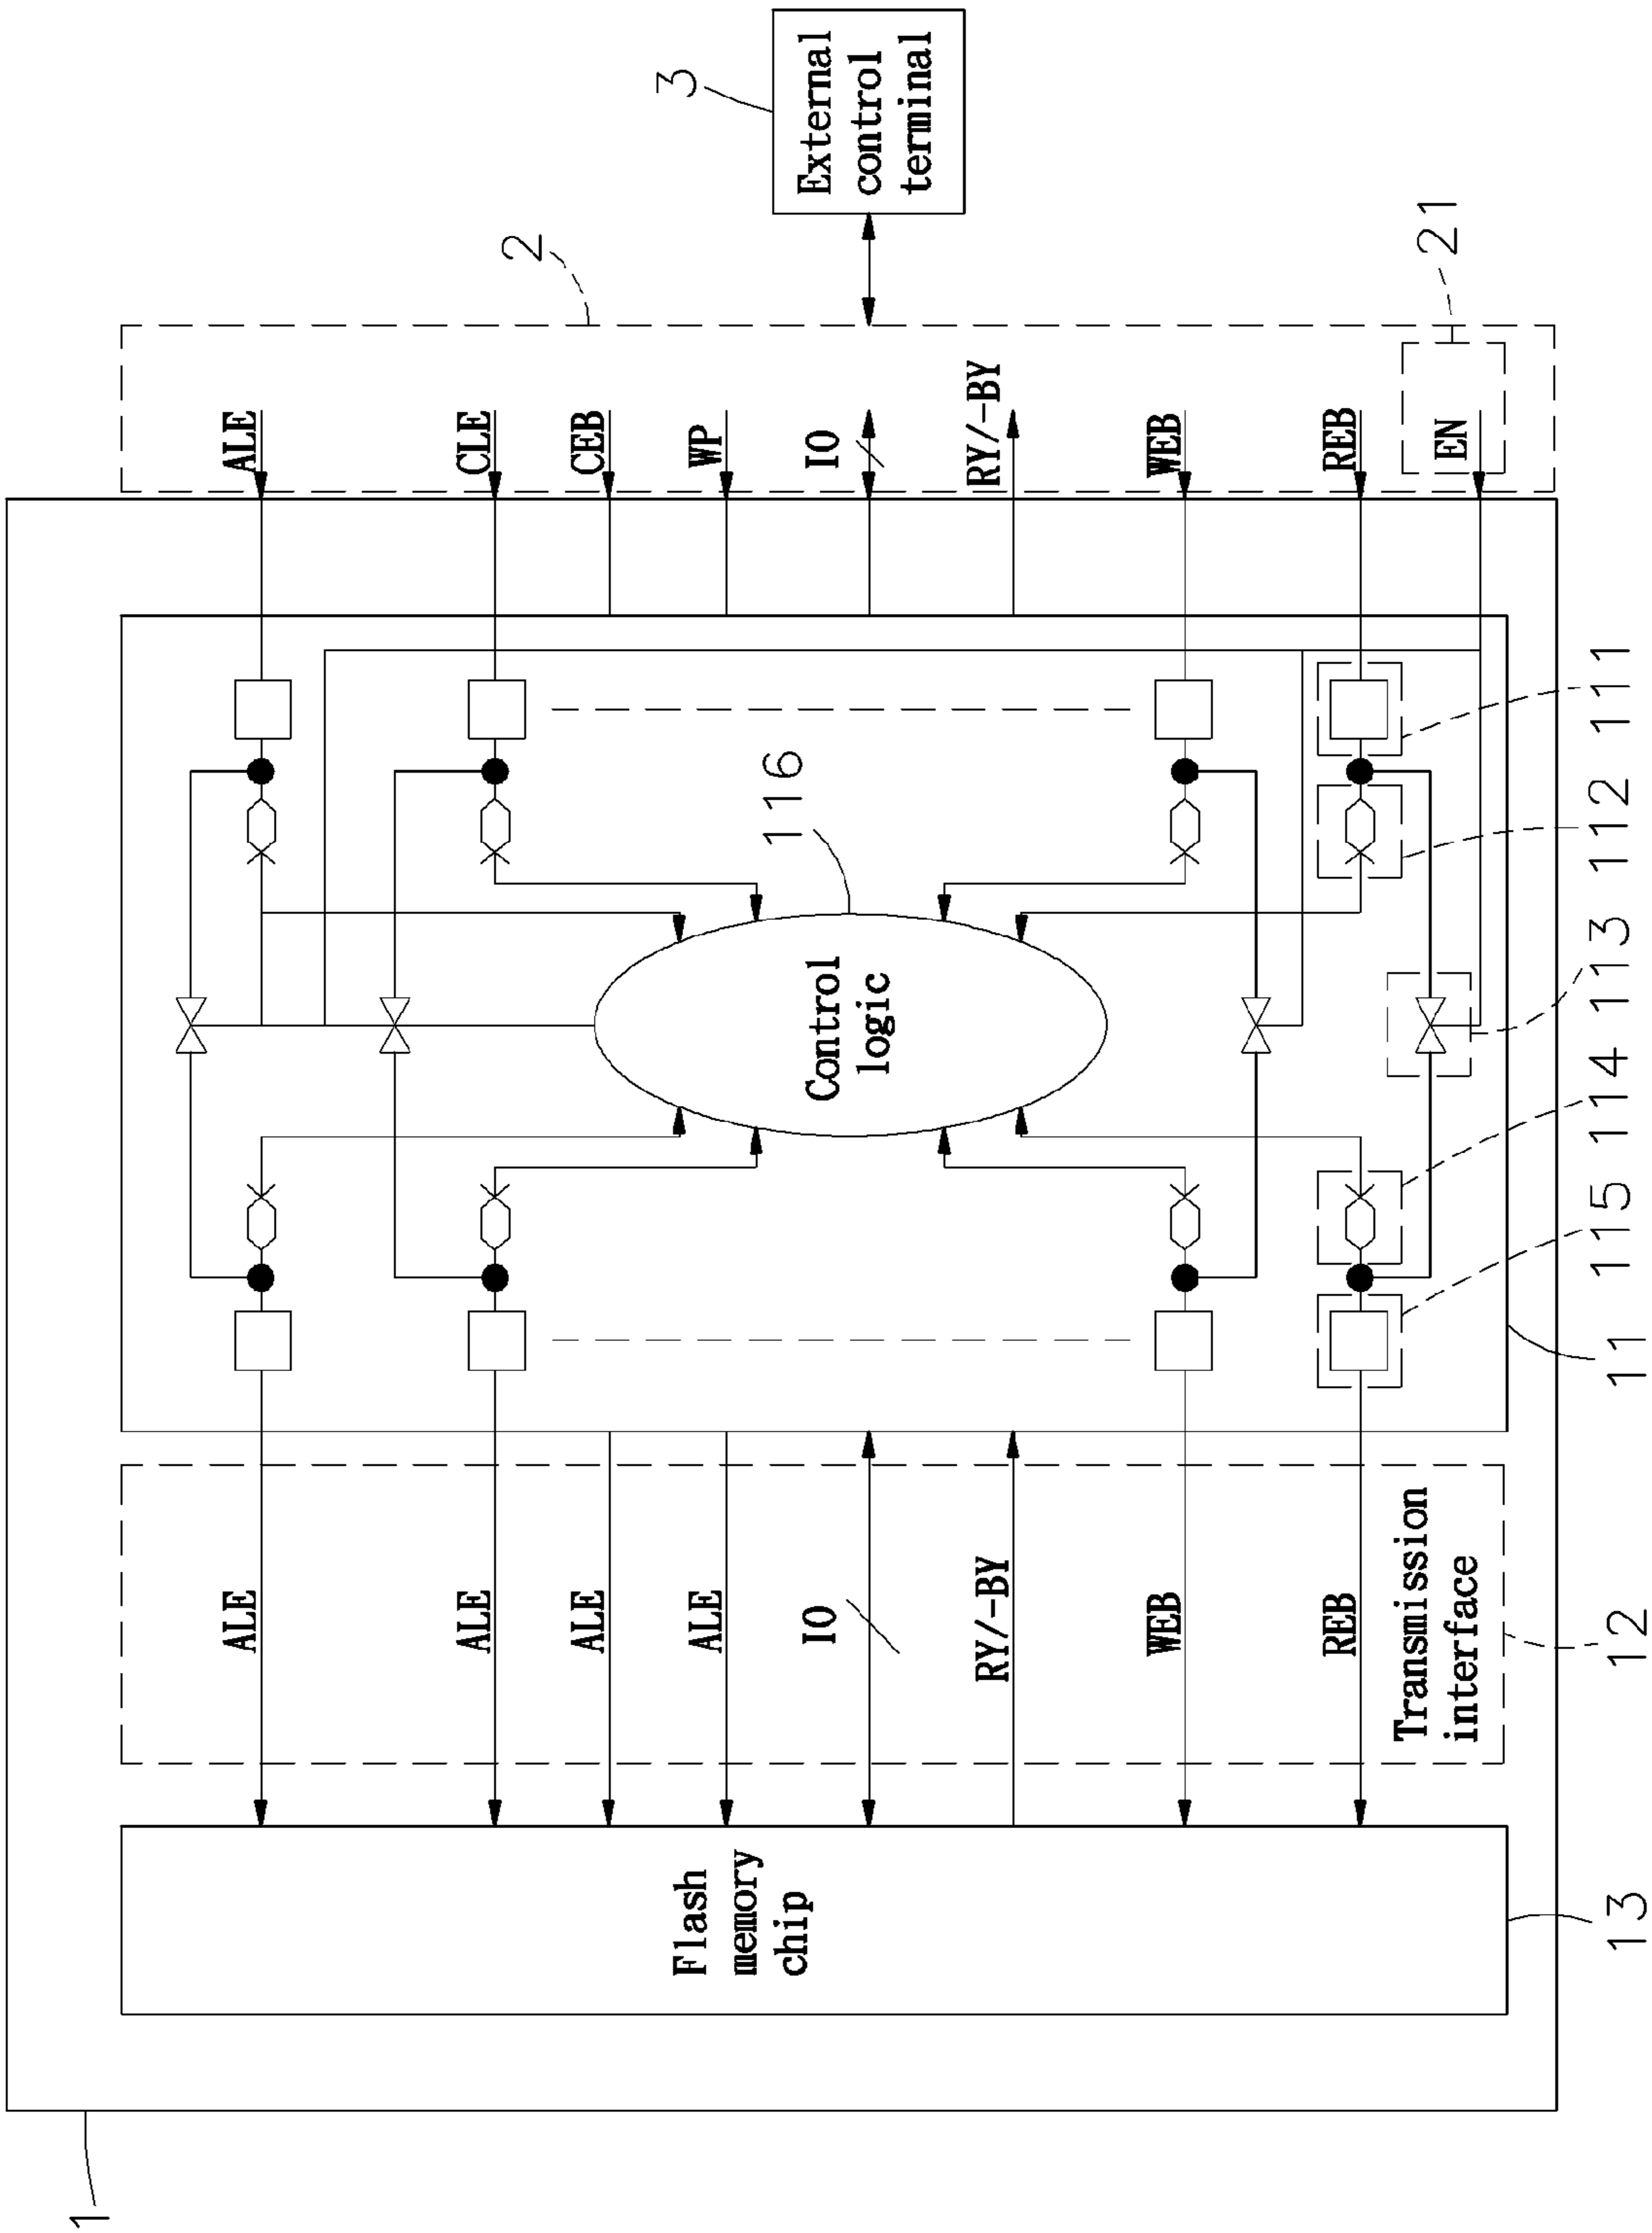 3
External
control
terminal
2
21
ALE
CLE
CEB
WP
IO
RY/-BY
WEB
REB
EN
111
112
113
114
115
116
Control
logic
11
ALE
ALE
ALE
ALE
IO
RY/-BY
WEB
REB
Transmission
interface
12
Flash
memory
chip
13
1